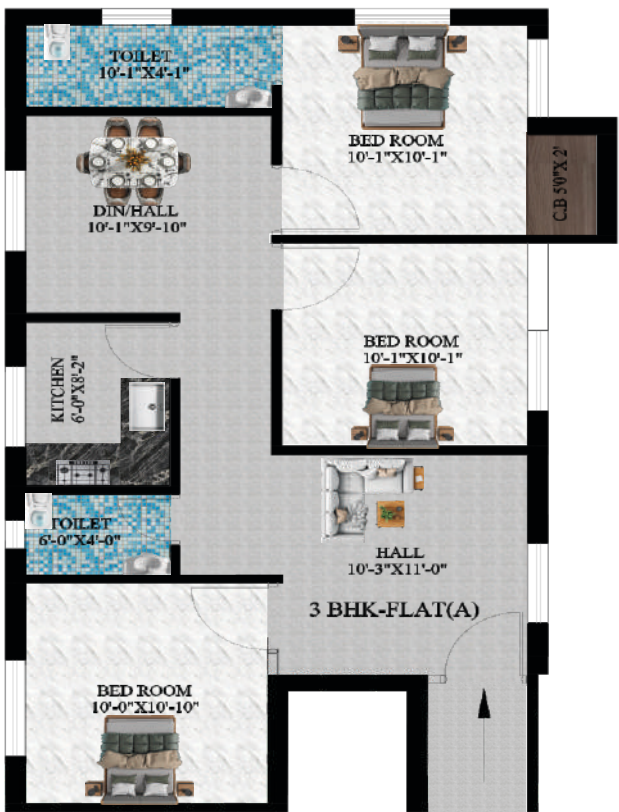 TOILET
10'-1"X4'-1"
BED ROOM
10'-1"X10'-1"
C.B 5'0"X 2'
DIN/HALL
10'-1"X9'-10"
BED ROOM
10'-1"X10'-1"
KITCHEN
6'-0"X8'-2"
TOILET
6'-0"X4'-0"
HALL
10'-3"X11'-0"
3 BHK-FLAT(A)
BED ROOM
10'-0"X10'-10"